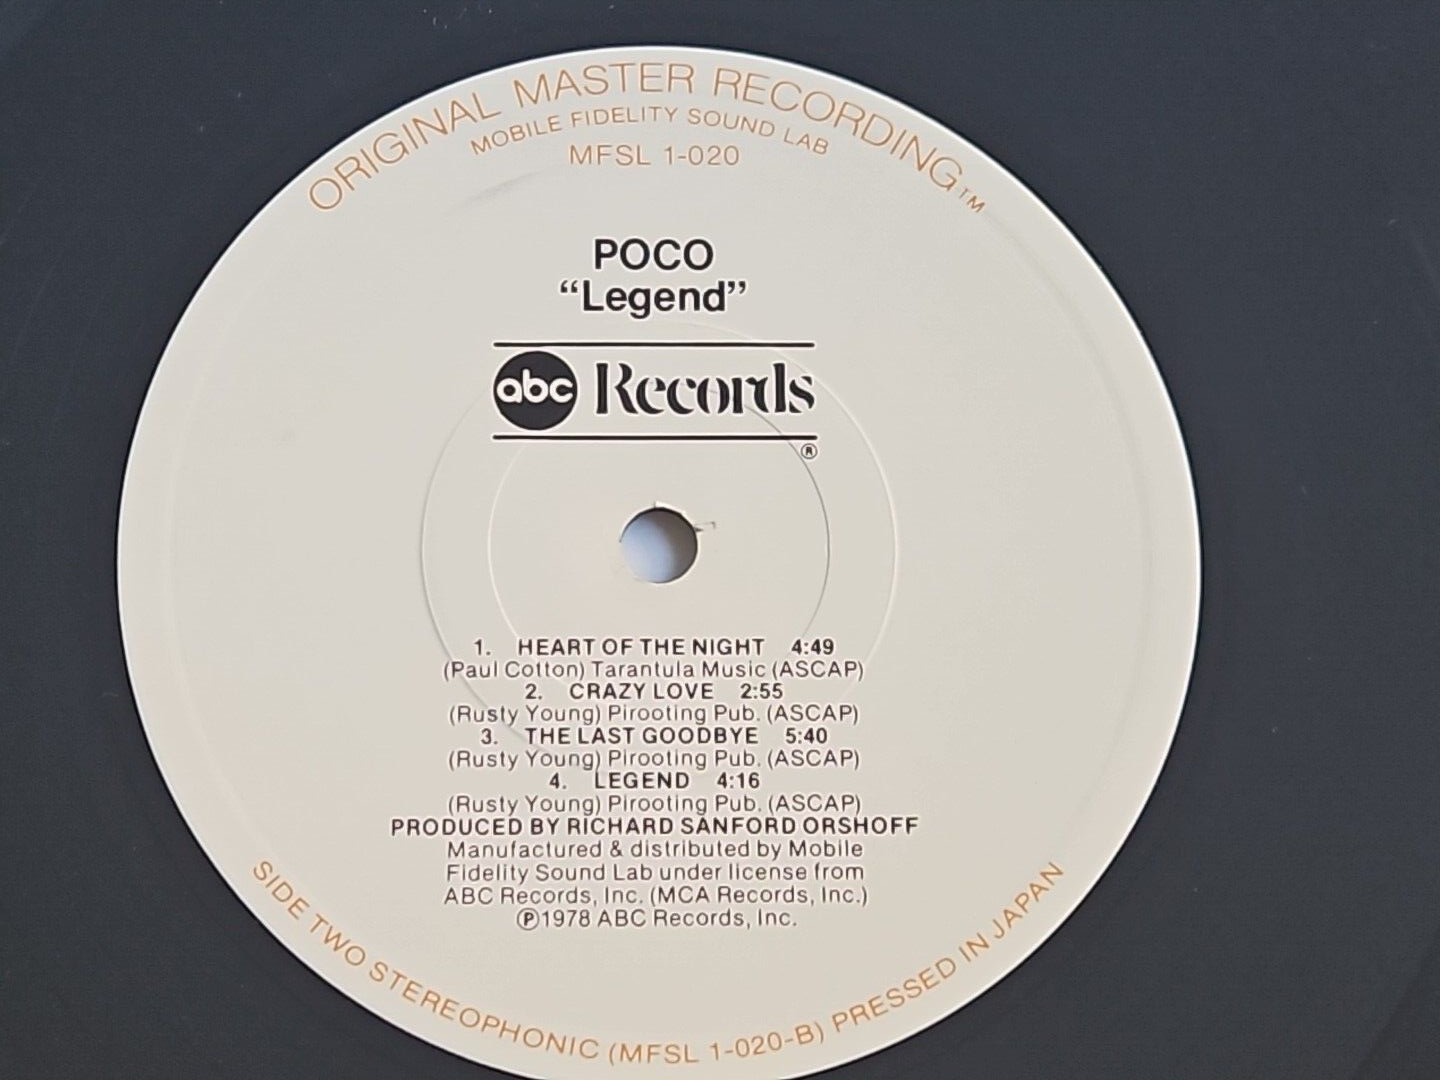 ORIGINAL MASTER RECORDING™
MOBILE FIDELITY SOUND LAB
MFSL 1-020
POCO
“Legend”
abc Records
®
1. HEART OF THE NIGHT 4:49
(Paul Cotton) Tarantula Music (ASCAP)
2. CRAZY LOVE 2:55
(Rusty Young) Pirooting Pub. (ASCAP)
3. THE LAST GOODBYE 5:40
(Rusty Young) Pirooting Pub. (ASCAP)
4. LEGEND 4:16
(Rusty Young) Pirooting Pub. (ASCAP)
PRODUCED BY RICHARD SANFORD ORSHOFF
Manufactured & distributed by Mobile
Fidelity Sound Lab under license from
ABC Records, Inc. (MCA Records, Inc.)
℗1978 ABC Records, Inc.
SIDE TWO STEREOPHONIC (MFSL 1-020-B) PRESSED IN JAPAN